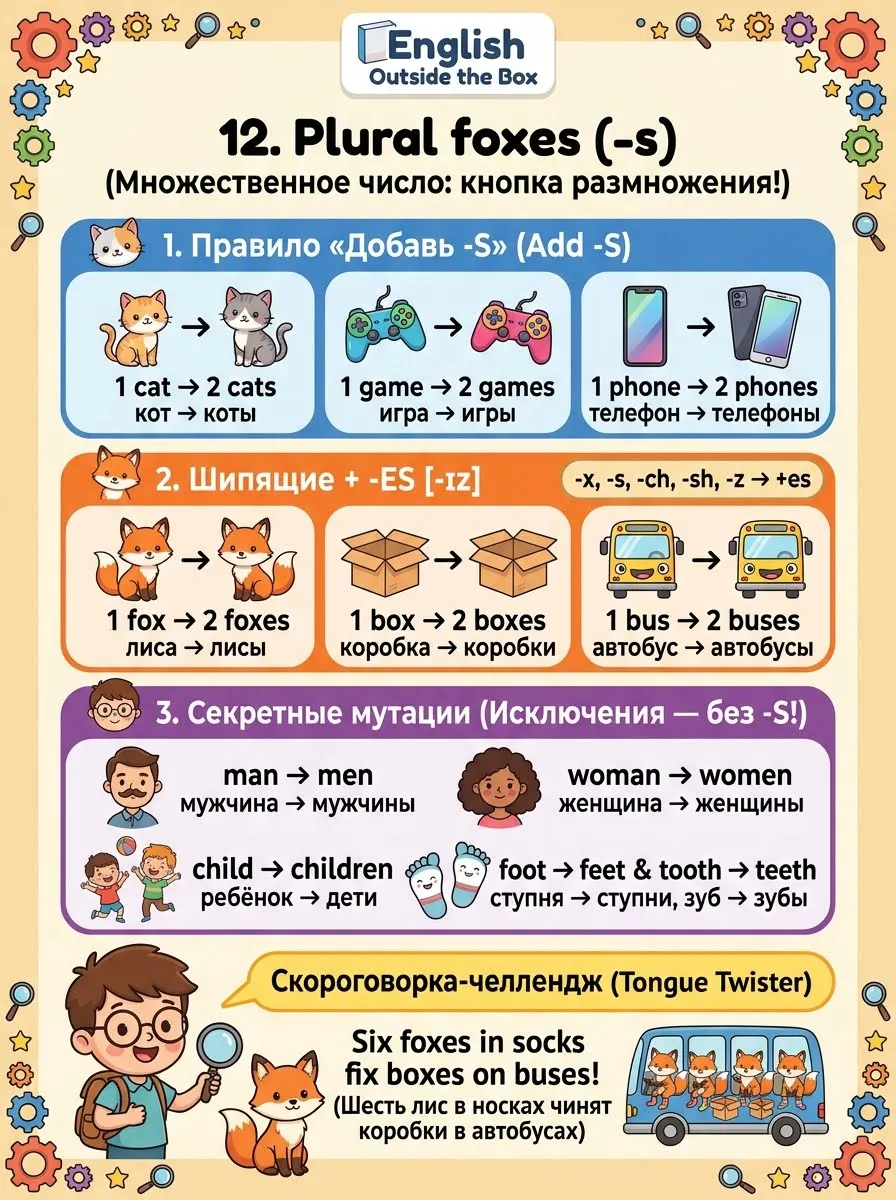 English
Outside the Box
12. Plural foxes (-s)
(Множественное число: кнопка размножения!)
1. Правило «Добавь -S» (Add -S)
1 cat → 2 cats
кот → коты
1 game → 2 games
игра → игры
1 phone → 2 phones
телефон → телефоны
2. Шипящие + -ES [-ɪz]
-x, -s, -ch, -sh, -z → +es
1 fox → 2 foxes
лиса → лисы
1 box → 2 boxes
коробка → коробки
1 bus → 2 buses
автобус → автобусы
3. Секретные мутации (Исключения — без -S!)
man → men
мужчина → мужчины
woman → women
женщина → женщины
child → children
ребёнок → дети
foot → feet & tooth → teeth
ступня → ступни, зуб → зубы
Скороговорка-челлендж (Tongue Twister)
Six foxes in socks
fix boxes on buses!
(Шесть лис в носках чинят
коробки в автобусах)